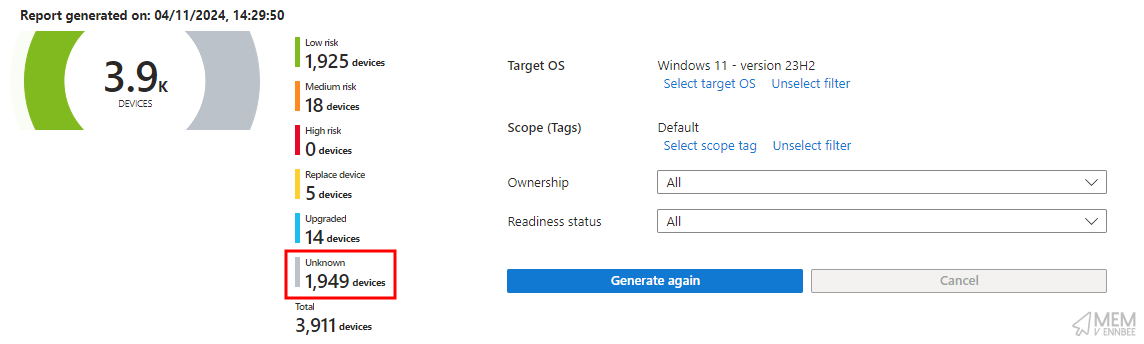 Report generated on: 04/11/2024, 14:29:50
3.9K
DEVICES
Low risk
1,925 devices
Medium risk
18 devices
High risk
0 devices
Replace device
5 devices
Upgraded
14 devices
Unknown
1,949 devices
Total
3,911 devices
Target OS
Windows 11 - version 23H2
Select target OS Unselect filter
Scope (Tags)
Default
Select scope tag Unselect filter
Ownership
All
Readiness status
All
Generate again
Cancel
MEM
V ENNBEE